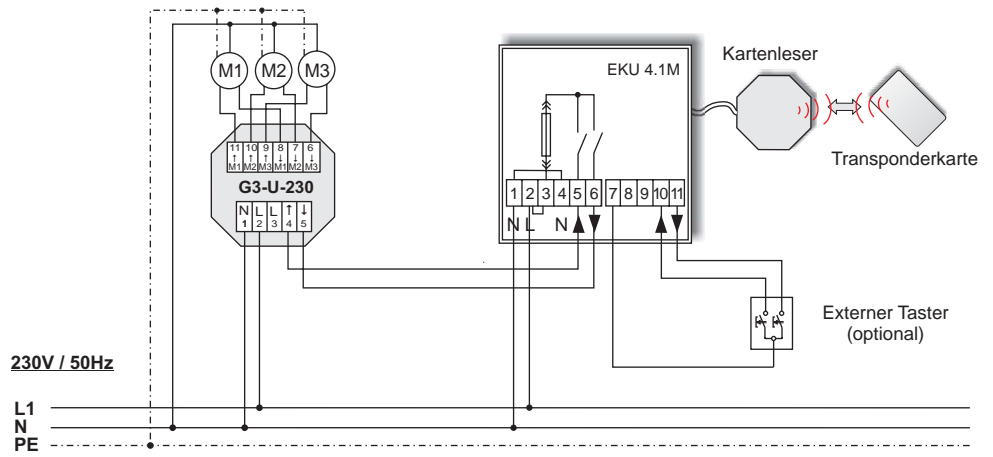 M1 M2 M3
11 10 9 8 7 6
↑ ↑ ↑ ↓ ↓ ↓
M1 M2 M3 M1 M2 M3
G3-U-230
N L L ↑ ↓
1 2 3 4 5
EKU 4.1M
1 2 3 4 5 6 7 8 9 10 11
N L N
Kartenleser
Transponderkarte
Externer Taster
(optional)
230V / 50Hz
L1
N
PE